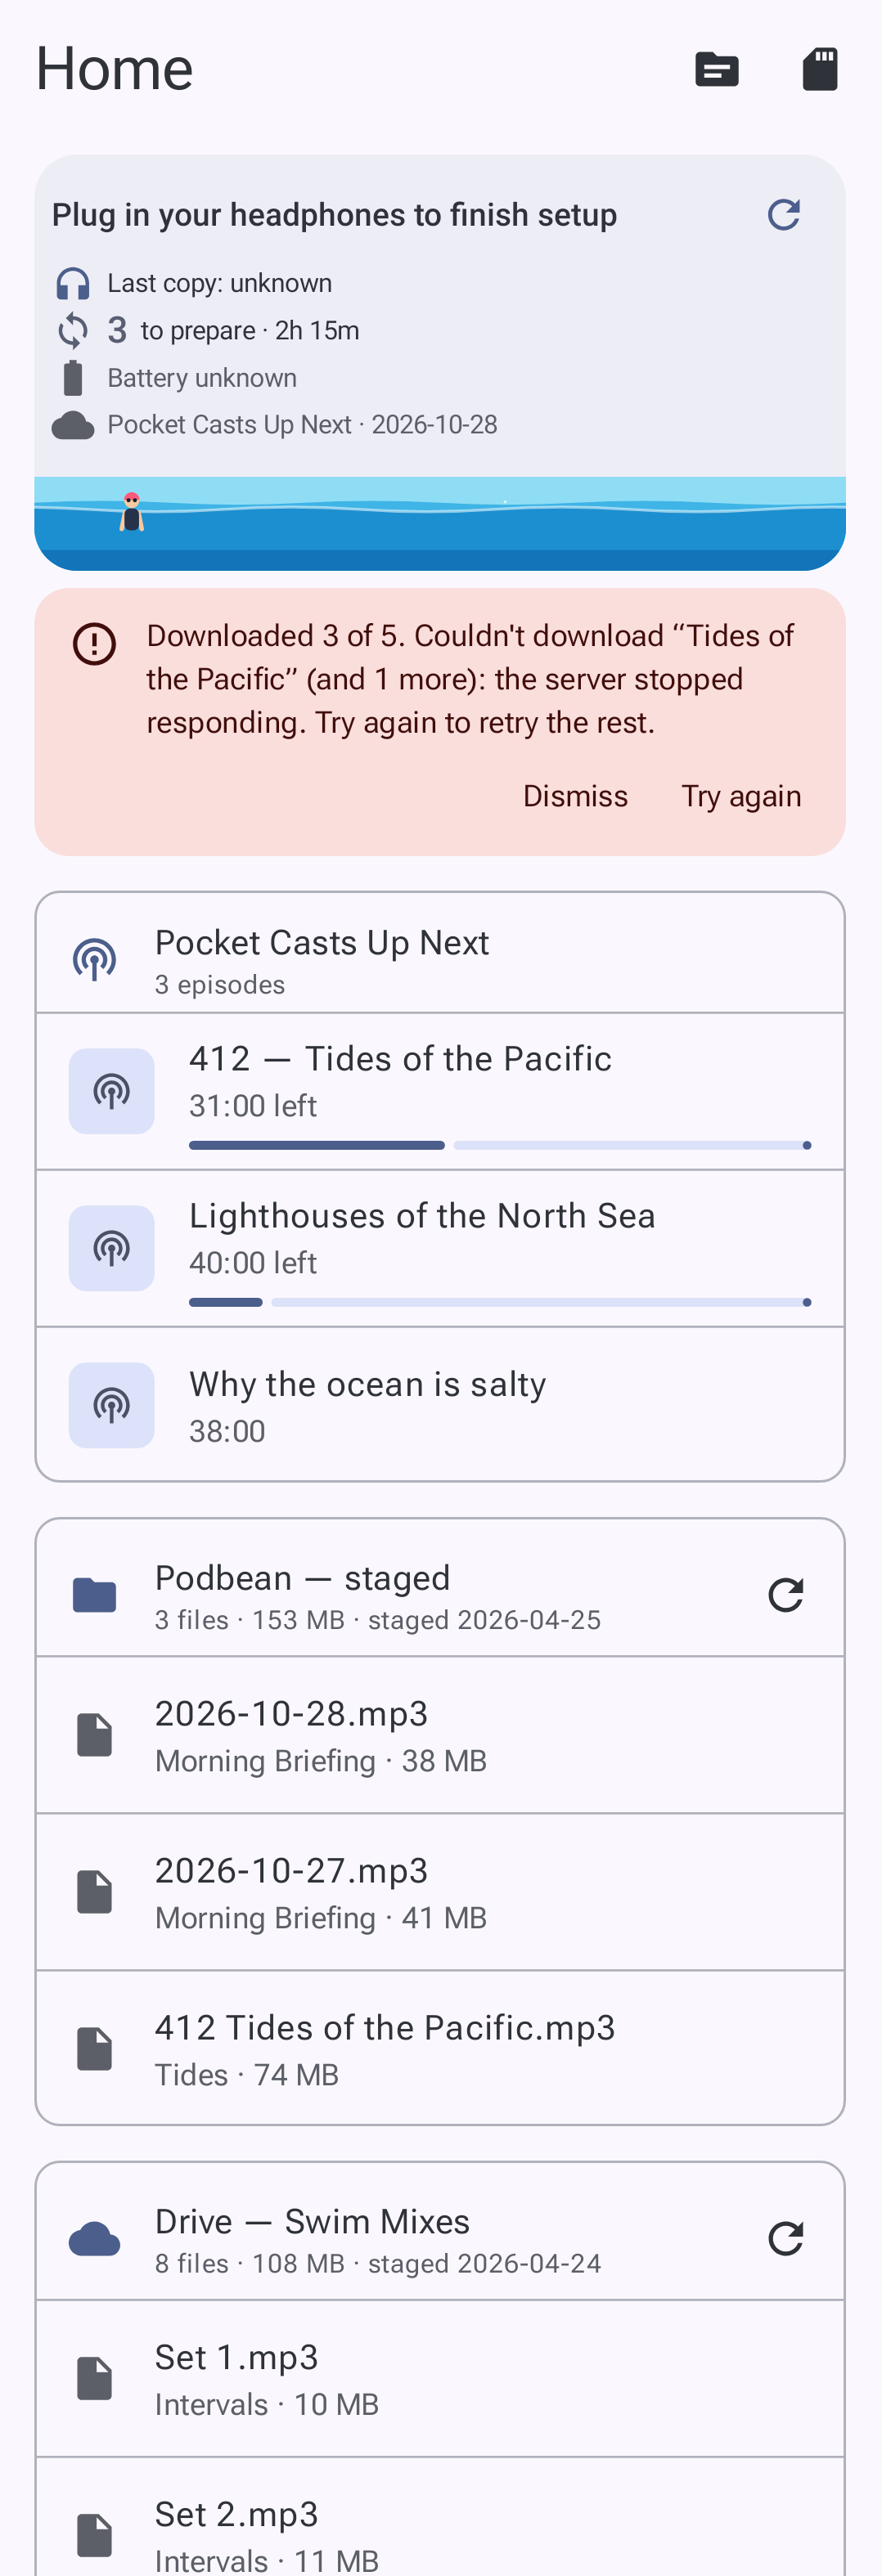 Home
Plug in your headphones to finish setup
Last copy: unknown
3 to prepare · 2h 15m
Battery unknown
Pocket Casts Up Next · 2026-10-28
Downloaded 3 of 5. Couldn't download “Tides of
the Pacific” (and 1 more): the server stopped
responding. Try again to retry the rest.
Dismiss Try again
Pocket Casts Up Next
3 episodes
412 — Tides of the Pacific
31:00 left
Lighthouses of the North Sea
40:00 left
Why the ocean is salty
38:00
Podbean — staged
3 files · 153 MB · staged 2026-04-25
2026-10-28.mp3
Morning Briefing · 38 MB
2026-10-27.mp3
Morning Briefing · 41 MB
412 Tides of the Pacific.mp3
Tides · 74 MB
Drive — Swim Mixes
8 files · 108 MB · staged 2026-04-24
Set 1.mp3
Intervals · 10 MB
Set 2.mp3
Intervals · 11 MB